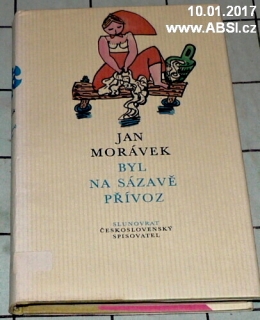 10.01.2017
www.ABSI.cz
JAN
MORÁVEK
BYL
NA SÁZAVĚ
PŘÍVOZ
SLUNOVRAT
ČESKOSLOVENSKÝ
SPISOVATEL